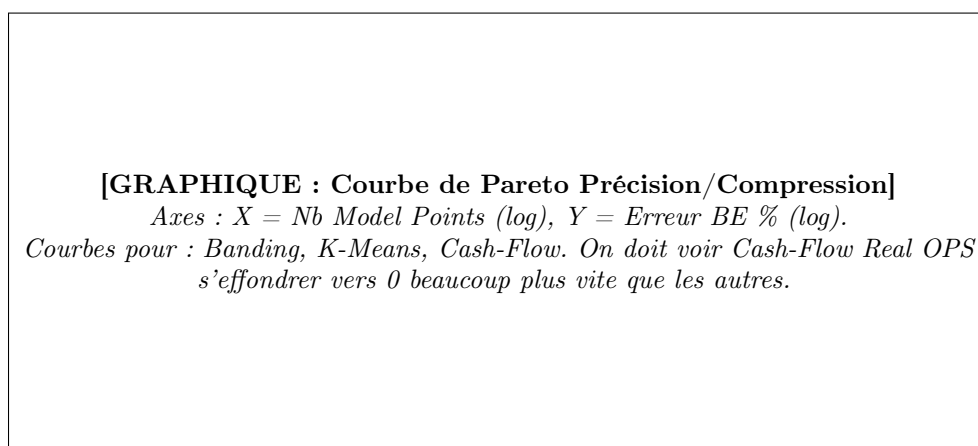 [GRAPHIQUE : Courbe de Pareto Précision/Compression]
Axes : X = Nb Model Points (log), Y = Erreur BE % (log).
Courbes pour : Banding, K-Means, Cash-Flow. On doit voir Cash-Flow Real OPS
s'effondrer vers 0 beaucoup plus vite que les autres.